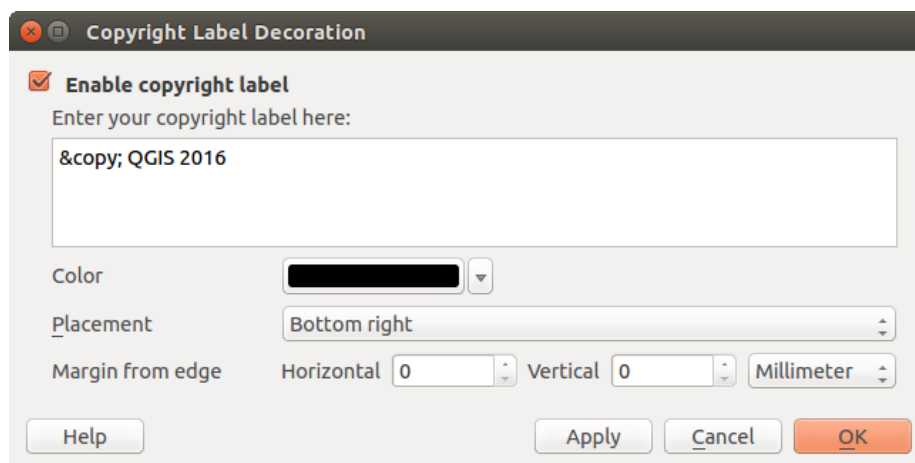 Copyright Label Decoration
Enable copyright label
Enter your copyright label here:
&copy; QGIS 2016
Color
Placement
Bottom right
Margin from edge Horizontal 0 Vertical 0 Millimeter
Help Apply Cancel OK